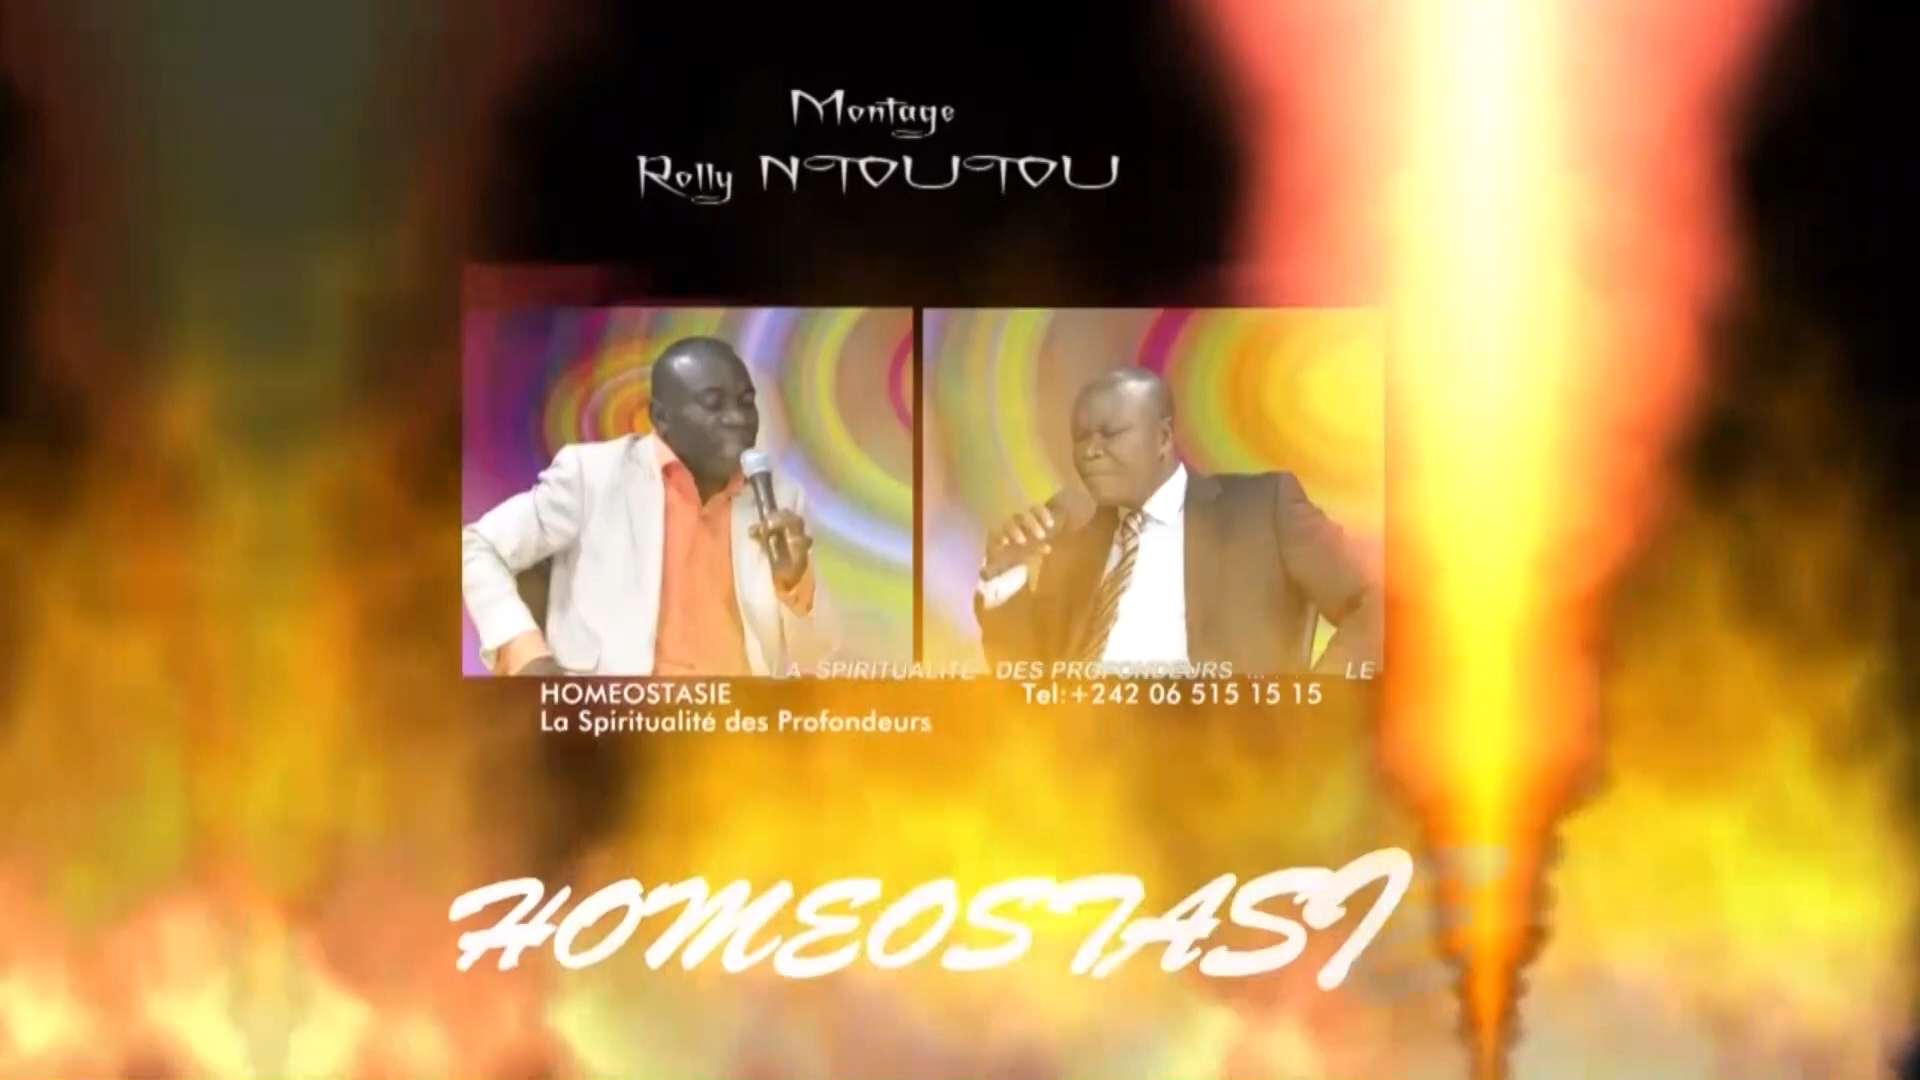 Montage
Rolly NTOUTOU
LA SPIRITUALITE DES PROFONDEURS ... LE
HOMEOSTASIE
Tel:+242 06 515 15 15
La Spiritualité des Profondeurs
HOMEOSTASI